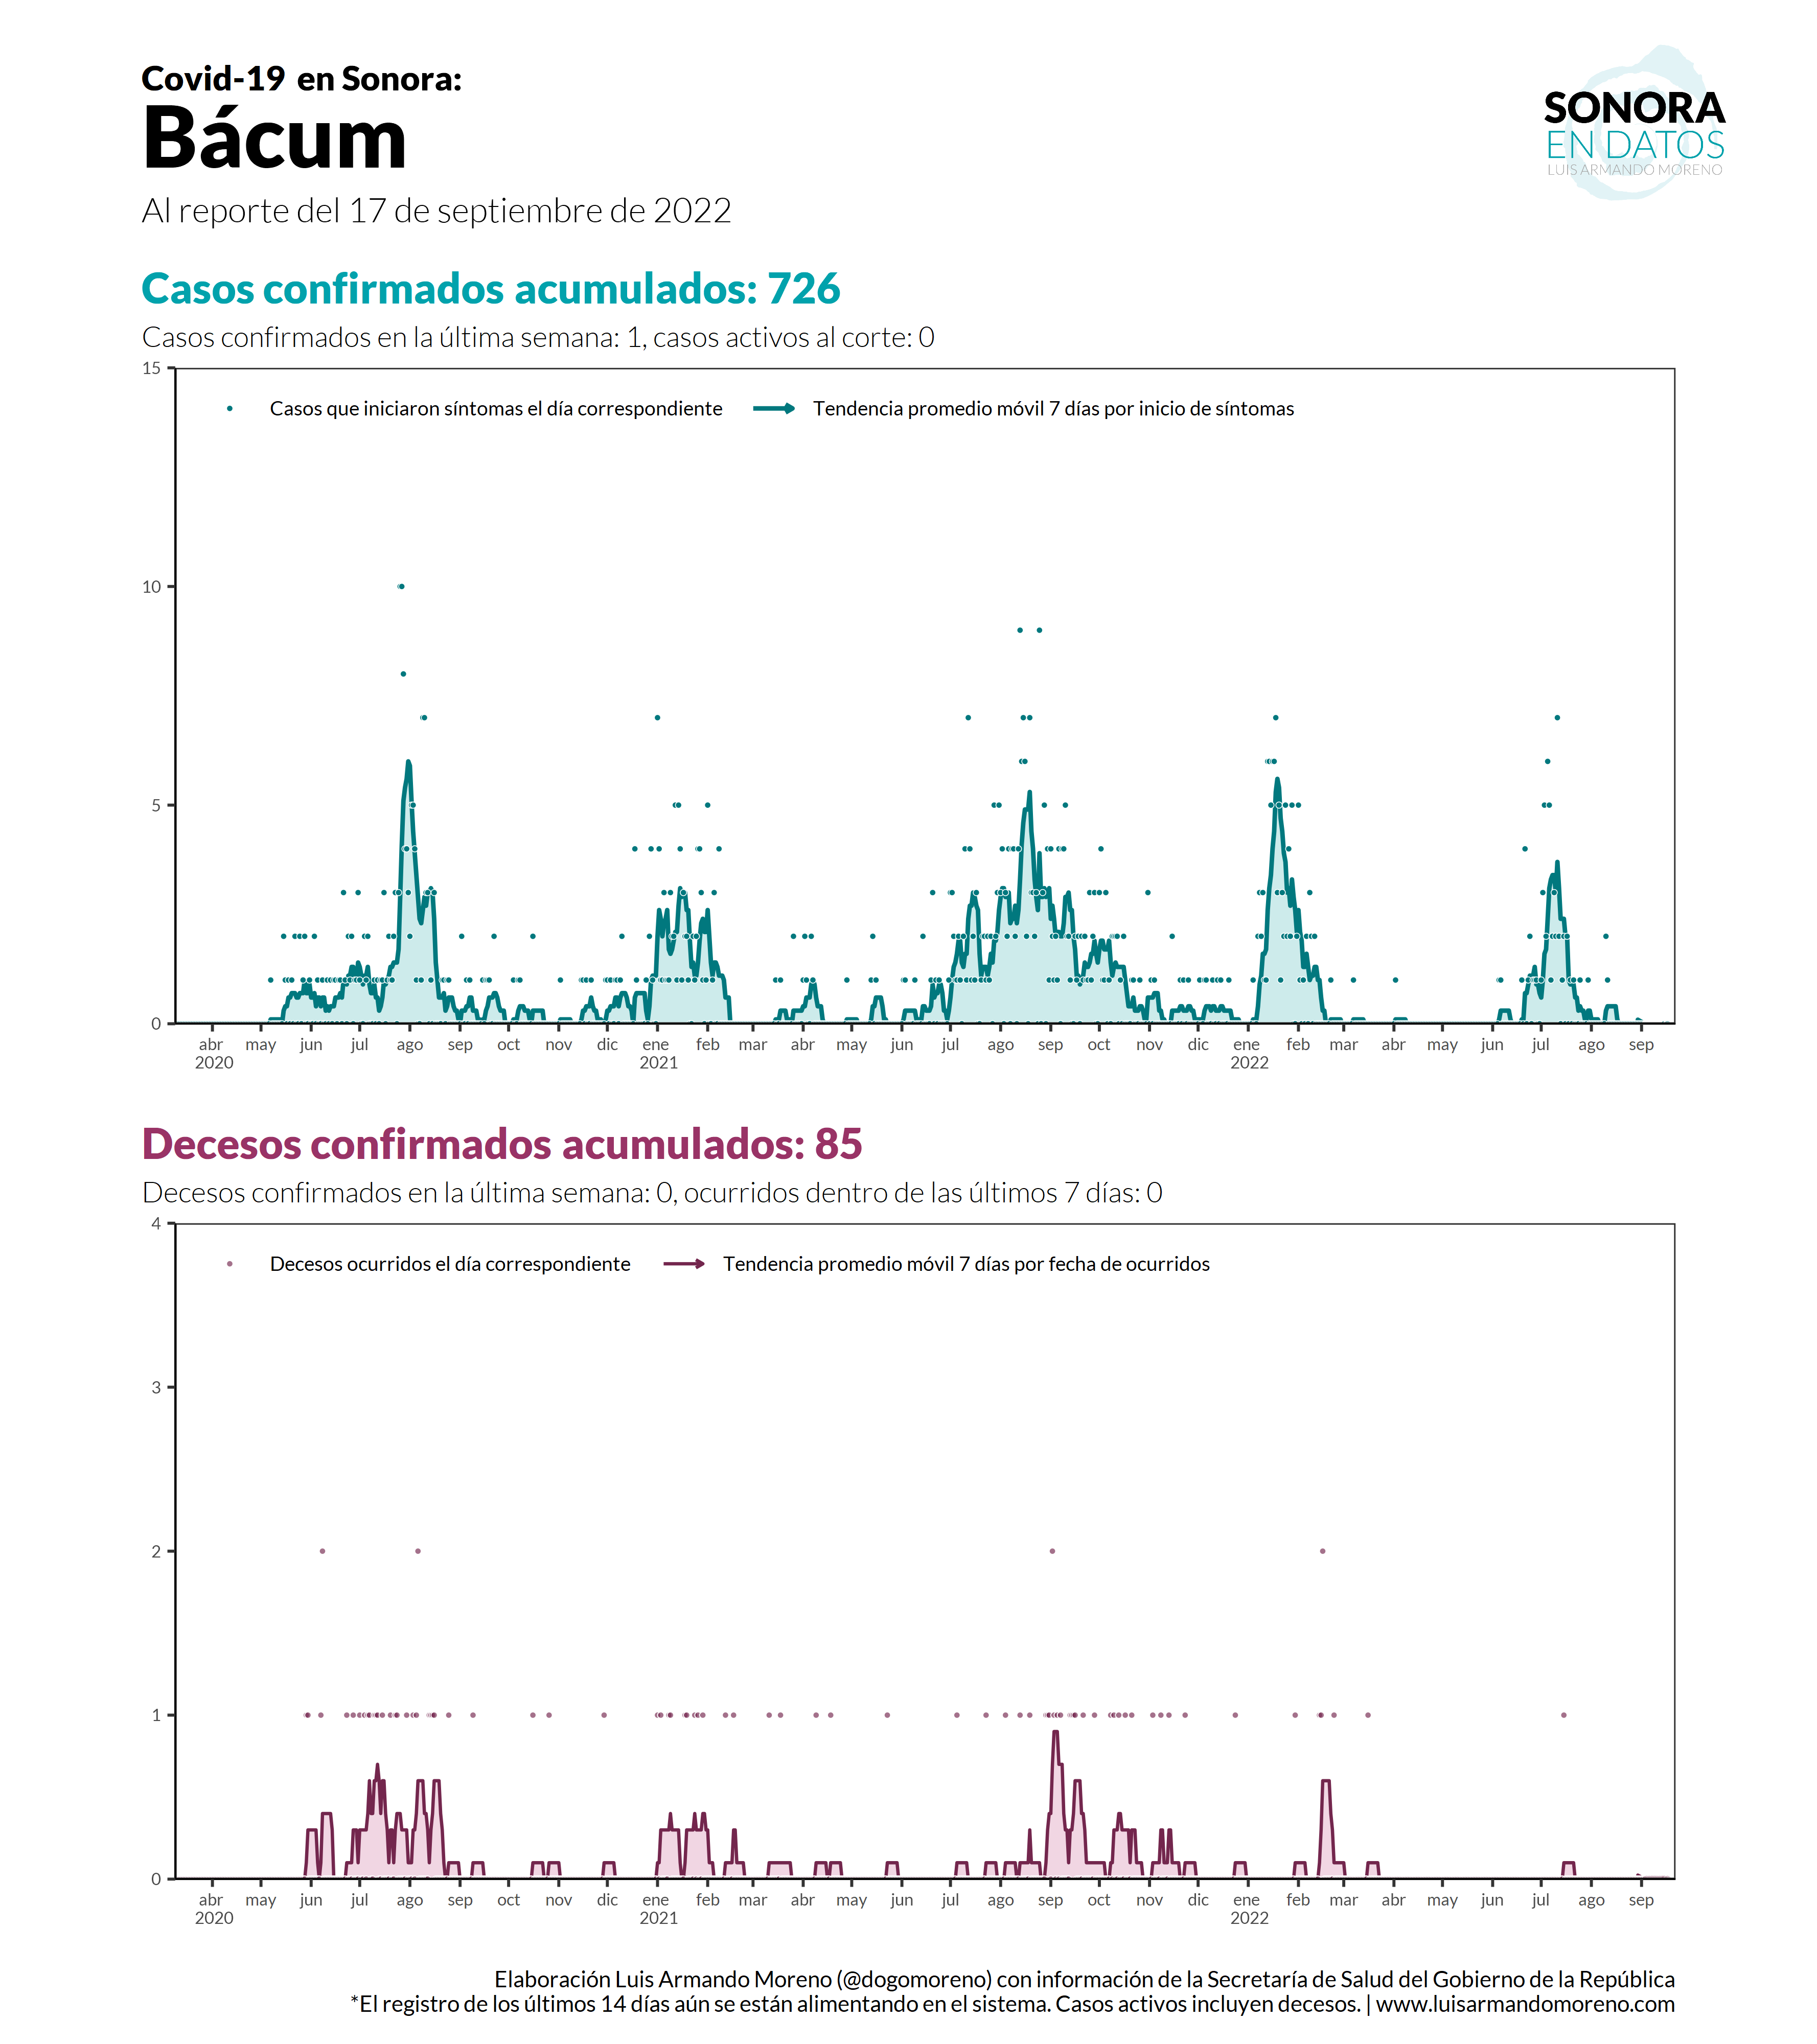 Covid-19 en Sonora:
Bácum
Al reporte del 17 de septiembre de 2022
SONORA
EN DATOS
LUIS ARMANDO MORENO
Casos confirmados acumulados: 726
Casos confirmados en la última semana: 1, casos activos al corte: 0
15
Casos que iniciaron síntomas el día correspondiente Tendencia promedio móvil 7 días por inicio de síntomas
10
5
0
abr may jun jul ago sep oct nov dic ene feb mar abr may jun jul ago sep oct nov dic ene feb mar abr may jun jul ago sep
2020 2021 2022
Decesos confirmados acumulados: 85
Decesos confirmados en la última semana: 0, ocurridos dentro de las últimos 7 días: 0
4
Decesos ocurridos el día correspondiente Tendencia promedio móvil 7 días por fecha de ocurridos
3
2
1
0
abr may jun jul ago sep oct nov dic ene feb mar abr may jun jul ago sep oct nov dic ene feb mar abr may jun jul ago sep
2020 2021 2022
Elaboración Luis Armando Moreno (@dogomoreno) con información de la Secretaría de Salud del Gobierno de la República
*El registro de los últimos 14 días aún se están alimentando en el sistema. Casos activos incluyen decesos. | www.luisarmandomoreno.com